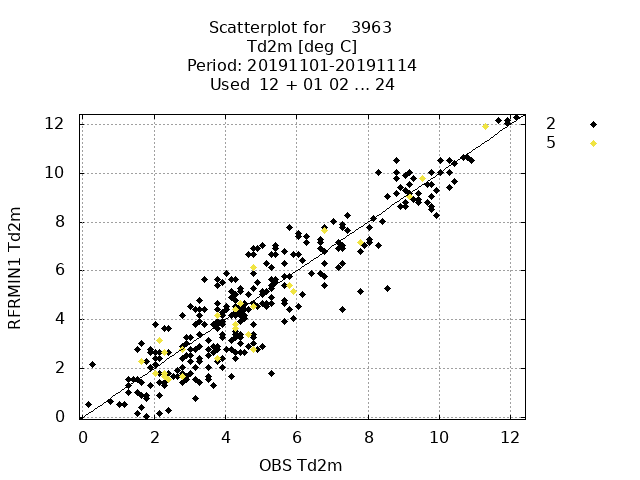 Scatterplot for 3963
Td2m [deg C]
Period: 20191101-20191114
Used 12 + 01 02 ... 24
2
5
RFRMIN1 Td2m
12
10
8
6
4
2
0
0 2 4 6 8 10 12
OBS Td2m